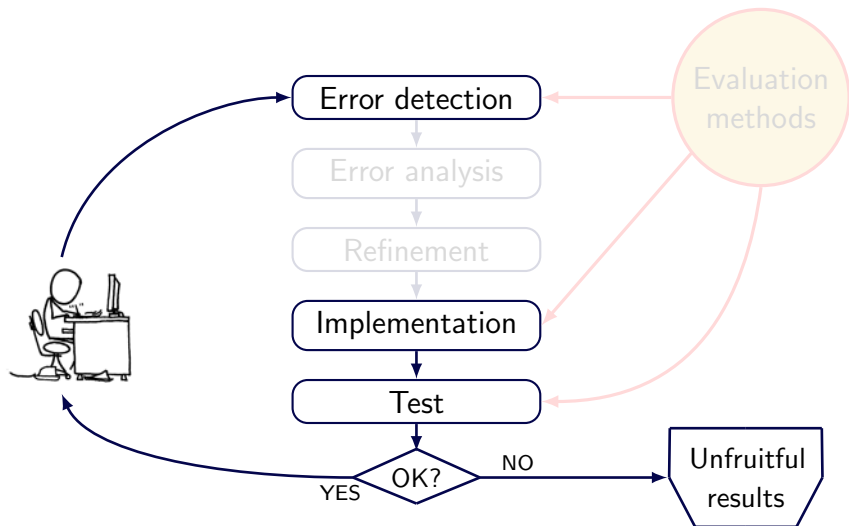 Error detection
Evaluation
methods
Error analysis
Refinement
Implementation
Test
OK?
YES
NO
Unfruitful
results